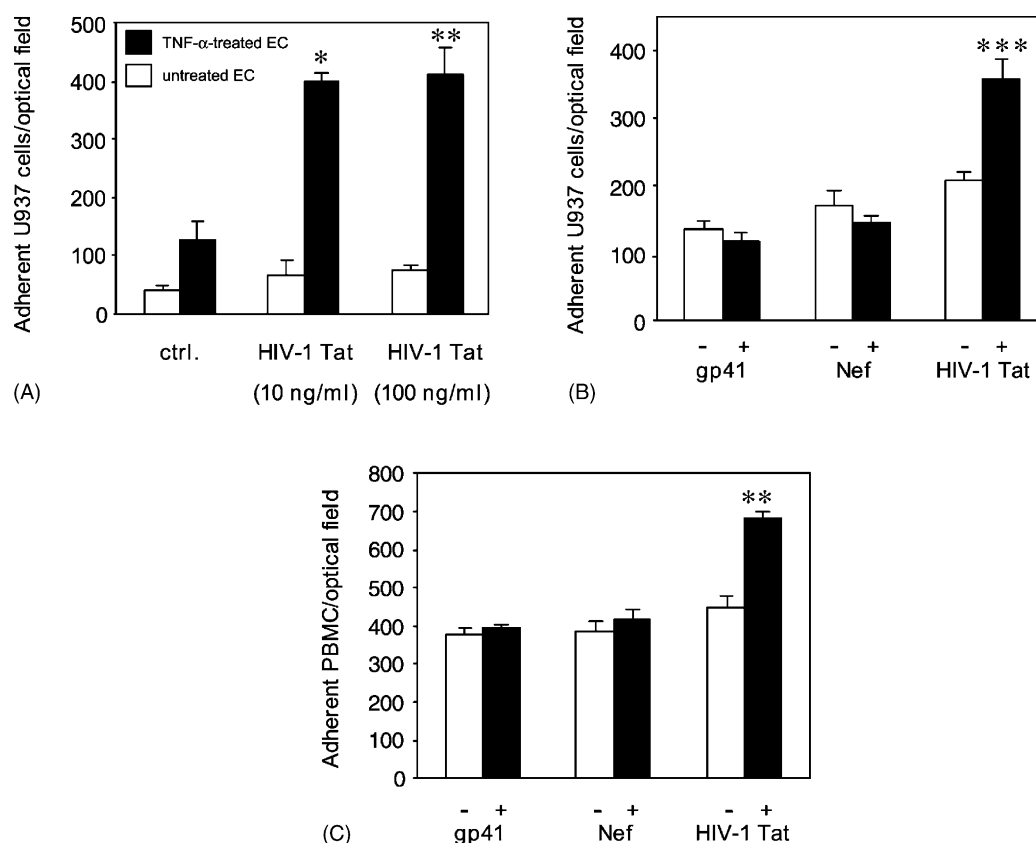 Adherent U937 cells/optical field
500
400
300
200
100
0
TNF-α-treated EC
untreated EC
*
**
ctrl.
HIV-1 Tat
(10 ng/ml)
HIV-1 Tat
(100 ng/ml)
(A)
Adherent U937 cells/optical field
400
300
200
100
0
***
- + - + - +
gp41 Nef HIV-1 Tat
(B)
Adherent PBMC/optical field
800
700
600
500
400
300
200
100
0
**
- + - + - +
gp41 Nef HIV-1 Tat
(C)